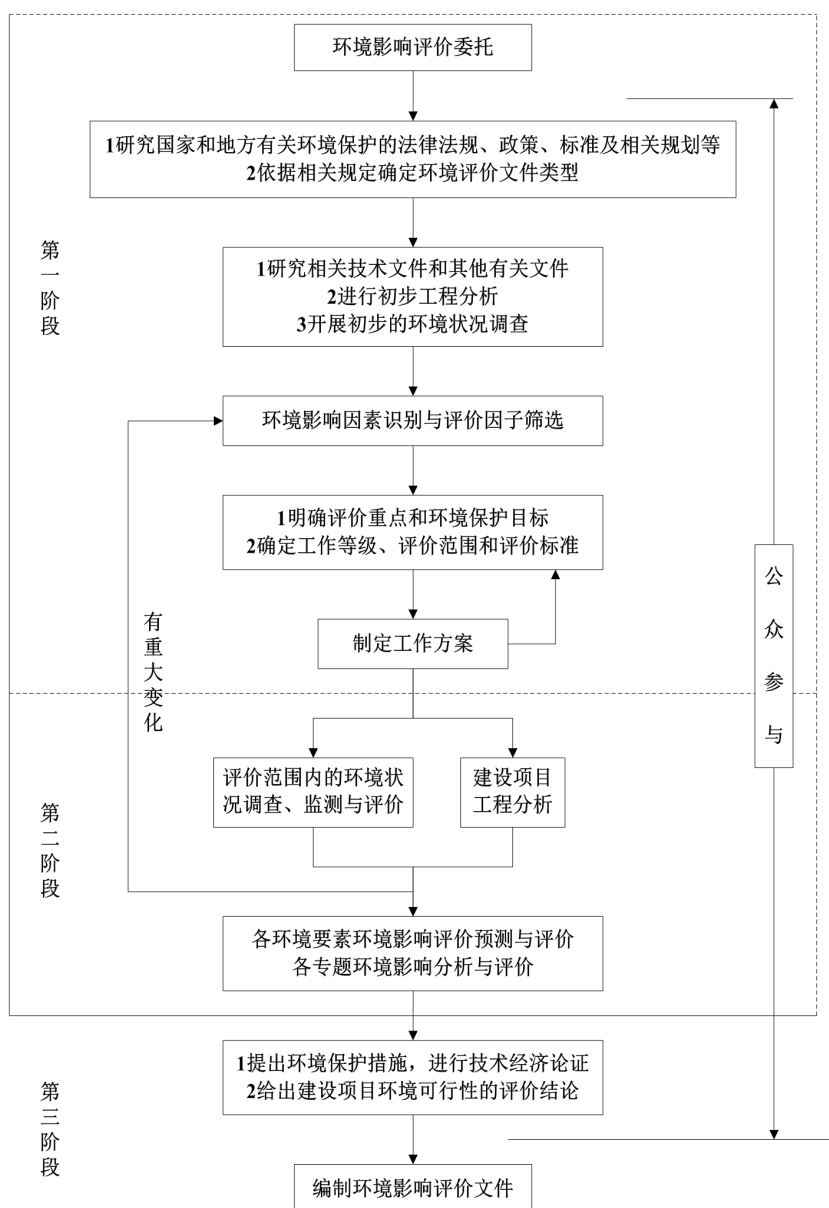 环境影响评价委托
1研究国家和地方有关环境保护的法律法规、政策、标准及相关规划等
2依据相关规定确定环境评价文件类型
第一阶段
1研究相关技术文件和其他有关文件
2进行初步工程分析
3开展初步的环境状况调查
环境影响因素识别与评价因子筛选
1明确评价重点和环境保护目标
2确定工作等级、评价范围和评价标准
公众参与
有重大变化
制定工作方案
评价范围内的环境状
况调查、监测与评价
建设项目
工程分析
第二阶段
各环境要素环境影响评价预测与评价
各专题环境影响分析与评价
1提出环境保护措施，进行技术经济论证
2给出建设项目环境可行性的评价结论
第三阶段
编制环境影响评价文件